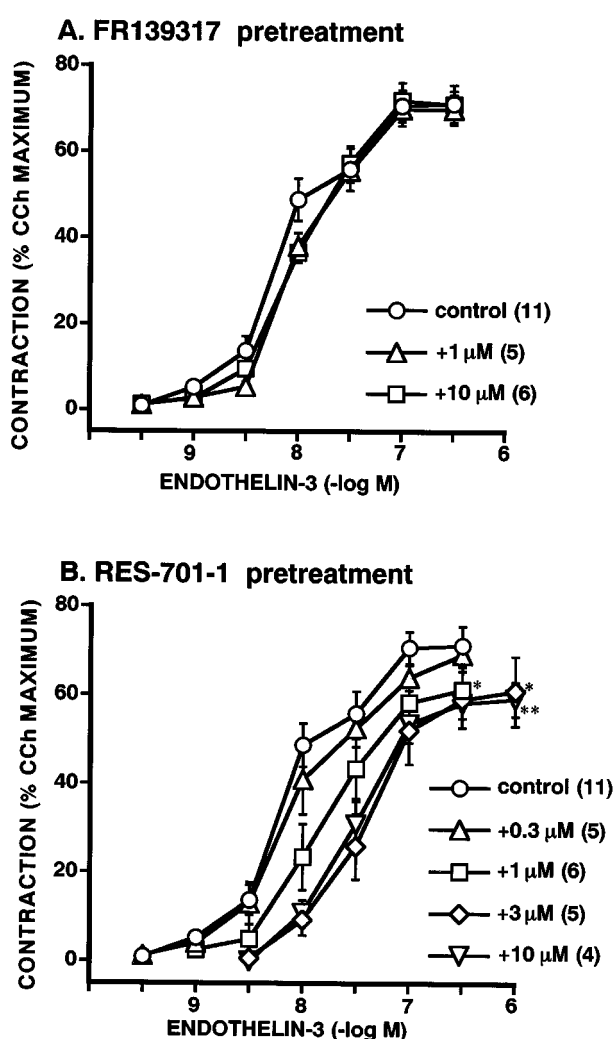 A. FR139317 pretreatment
CONTRACTION (% CCh MAXIMUM)
80
60
40
20
0
control (11)
+1 μM (5)
+10 μM (6)
9 8 7 6
ENDOTHELIN-3 (-log M)
B. RES-701-1 pretreatment
CONTRACTION (% CCh MAXIMUM)
80
60
40
20
0
*
*
**
control (11)
+0.3 μM (5)
+1 μM (6)
+3 μM (5)
+10 μM (4)
9 8 7 6
ENDOTHELIN-3 (-log M)